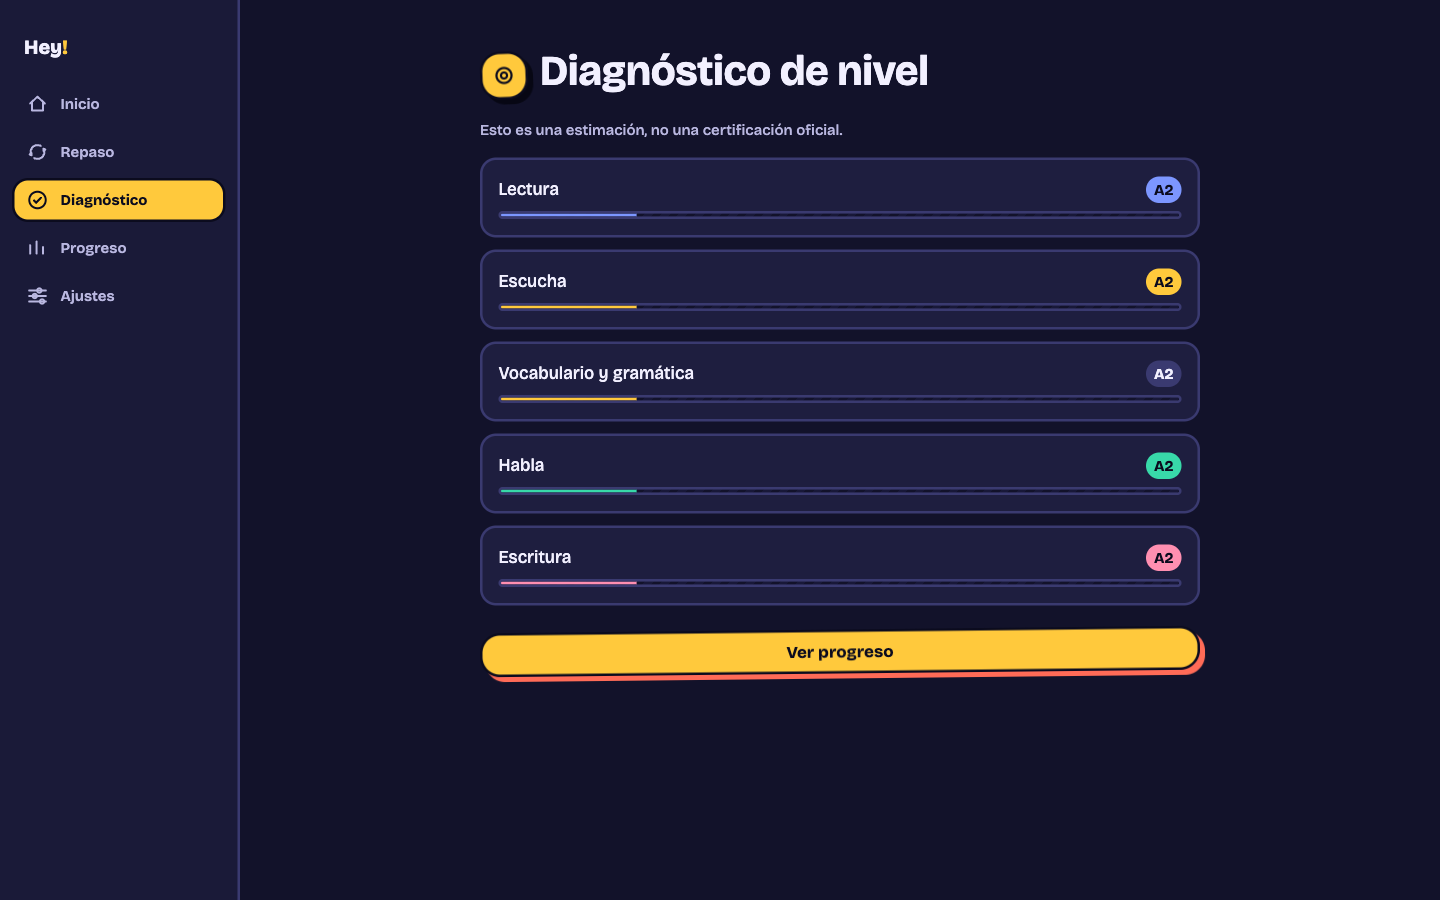 Hey!
Inicio
Repaso
Diagnóstico
Progreso
Ajustes
Diagnóstico de nivel
Esto es una estimación, no una certificación oficial.
Lectura
A2
Escucha
A2
Vocabulario y gramática
A2
Habla
A2
Escritura
A2
Ver progreso